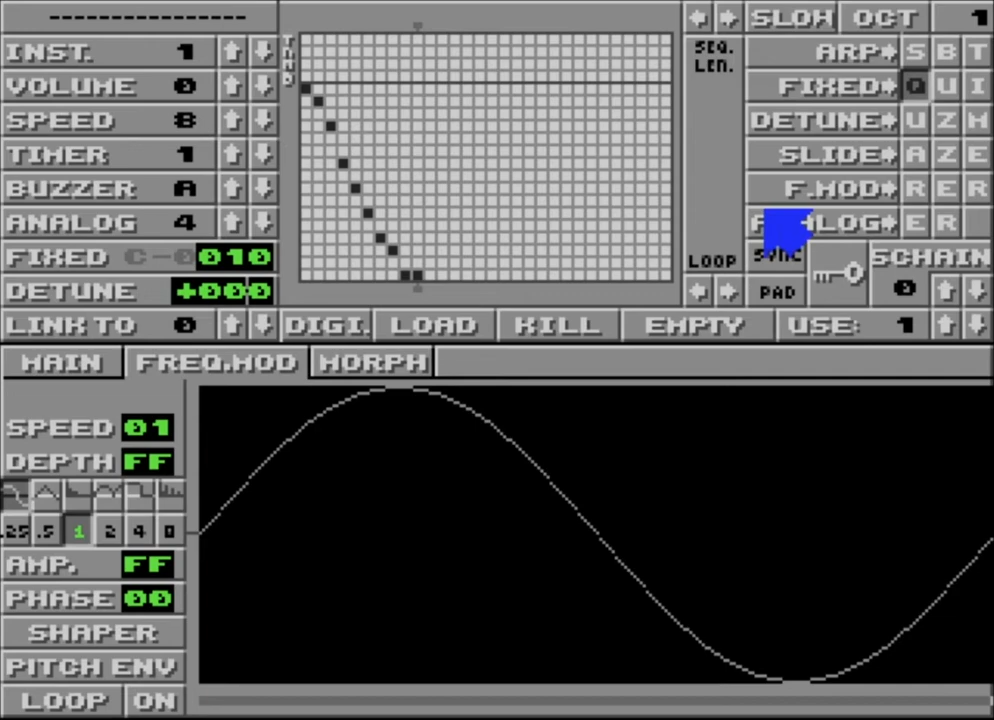 ---------------- SLOW OCT 1
INST. 1 TNUD SEQ. LEN. ARP S B T
VOLUME 0 FIXED Q U I
SPEED 8 DETUNE U Z M
TIMER 1 SLIDE A Z E
BUZZER A F.MOD R E R
ANALOG 4 LOG E R
FIXED C-0 010 LOOP SYNC SCHAIN
DETUNE +000 PAD 0
LINK TO 0 DIGI. LOAD KILL EMPTY USE: 1
MAIN FREQ.MOD MORPH
SPEED 01
DEPTH FF
.25 .5 1 2 4 8
AMP. FF
PHASE 00
SHAPER
PITCH ENV
LOOP ON